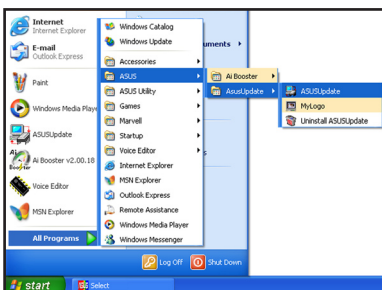 Internet
Internet Explorer
E-mail
Outlook Express
Paint
Windows Media Play
ASUSUpdate
Ai Booster v2.00.18
Voice Editor
MSN Explorer
All Programs
Windows Catalog
Windows Update
Accessories
ASUS
ASUS Utility
Games
Marvell
Startup
Voice Editor
Internet Explorer
MSN Explorer
Outlook Express
Remote Assistance
Windows Media Player
Windows Messenger
uments
s
Ai Booster
AsusUpdate
ASUSUpdate
MyLogo
Uninstall ASUSUpdate
Log Off
Shut Down
start
Select